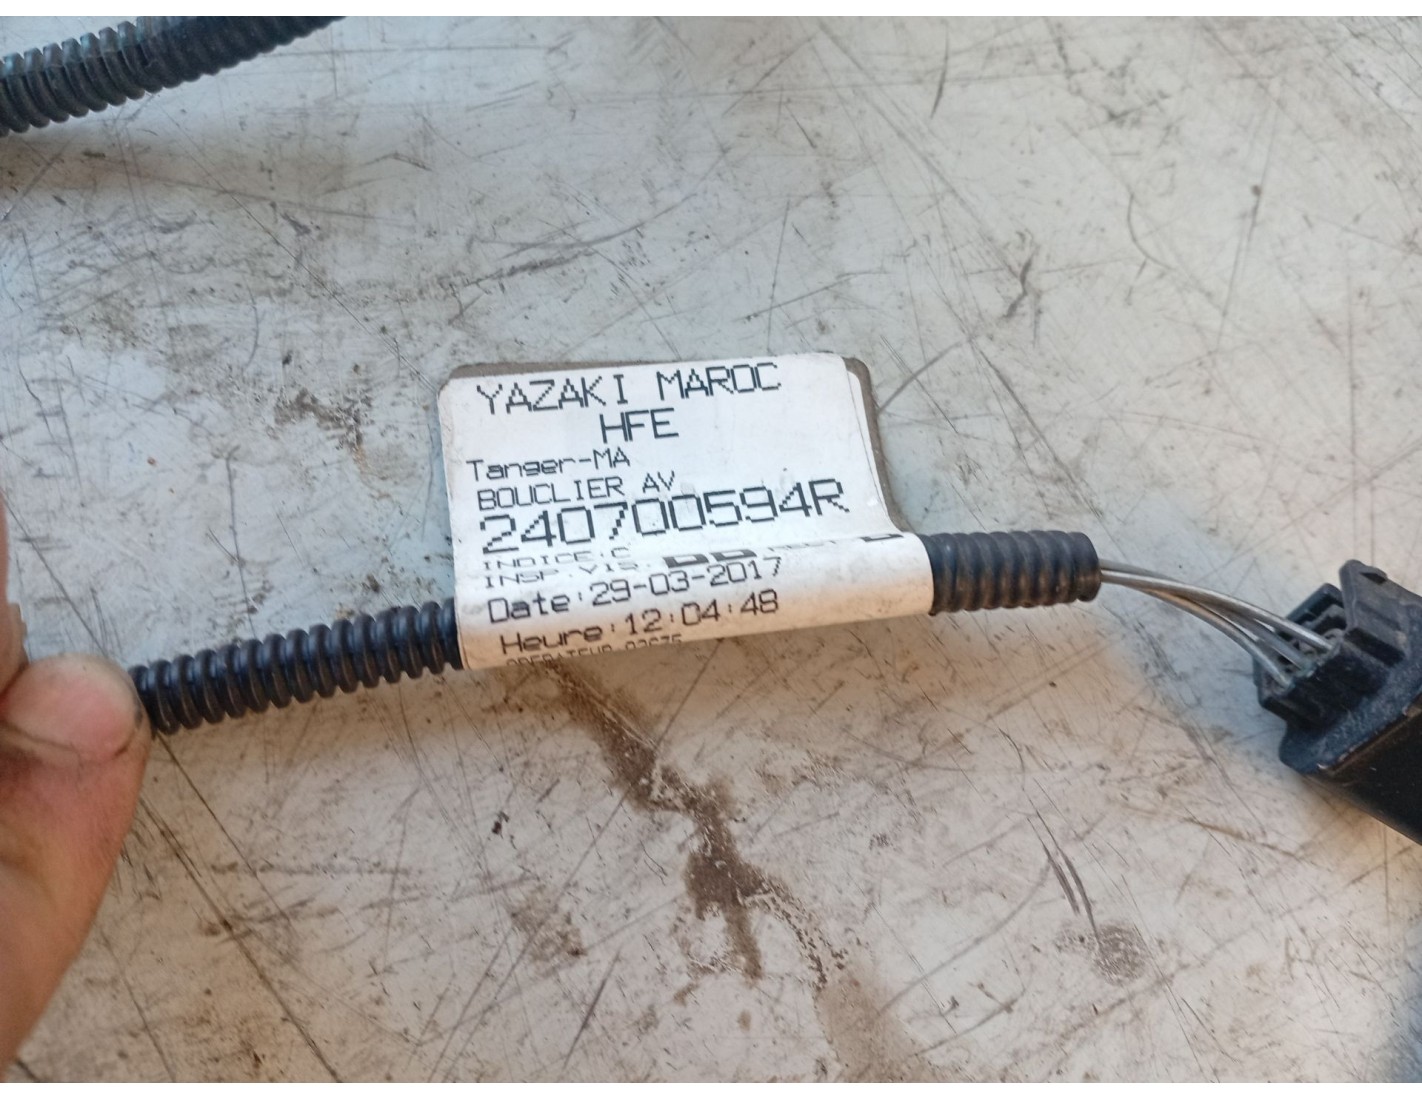 YAZAKI MAROC
HFE
Tanger-MA
BOUCLIER AV
240700594R
INDICE:C
INSP.VIS.
Date:29-03-2017
Heure:12:04:48
OPERATEUR